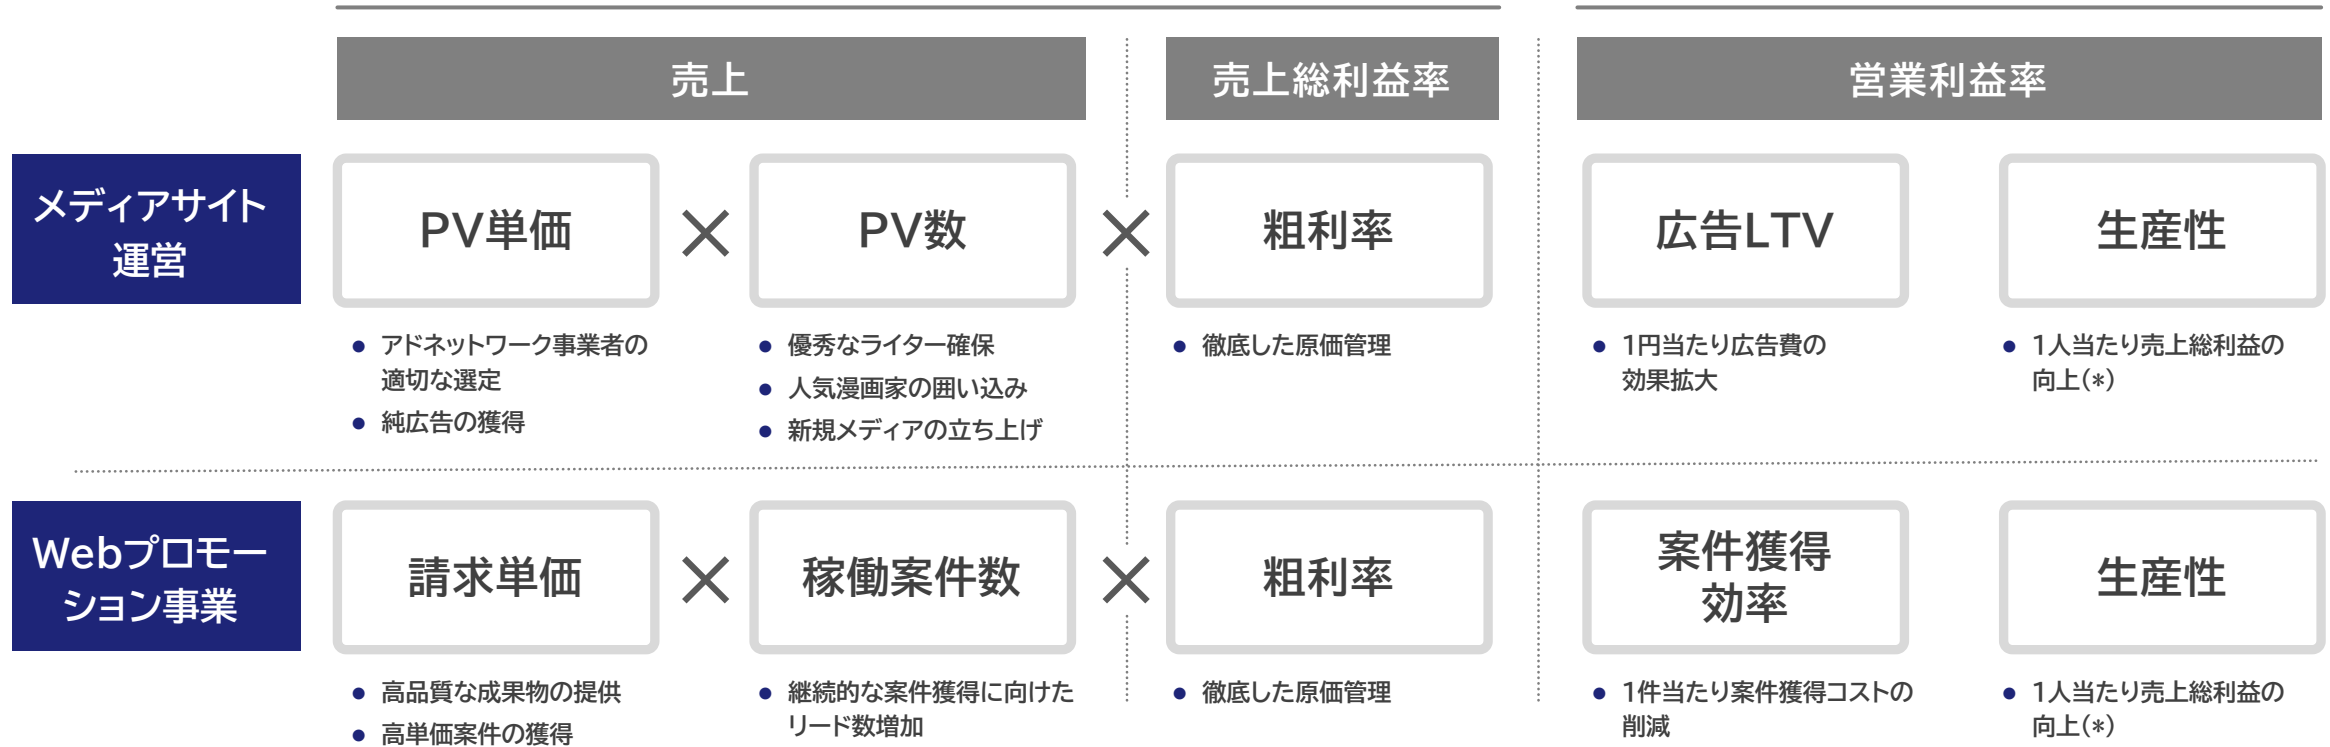 売上
売上総利益率
営業利益率
メディアサイト
運営
PV単価
×
PV数
×
粗利率
広告LTV
生産性
● アドネットワーク事業者の
適切な選定
● 純広告の獲得
● 優秀なライター確保
● 人気漫画家の囲い込み
● 新規メディアの立ち上げ
● 徹底した原価管理
● 1円当たり広告費の
効果拡大
● 1人当たり売上総利益の
向上(*)
Webプロモー
ション事業
請求単価
×
稼働案件数
×
粗利率
案件獲得
効率
生産性
● 高品質な成果物の提供
● 高単価案件の獲得
● 継続的な案件獲得に向けた
リード数増加
● 徹底した原価管理
● 1件当たり案件獲得コストの
削減
● 1人当たり売上総利益の
向上(*)